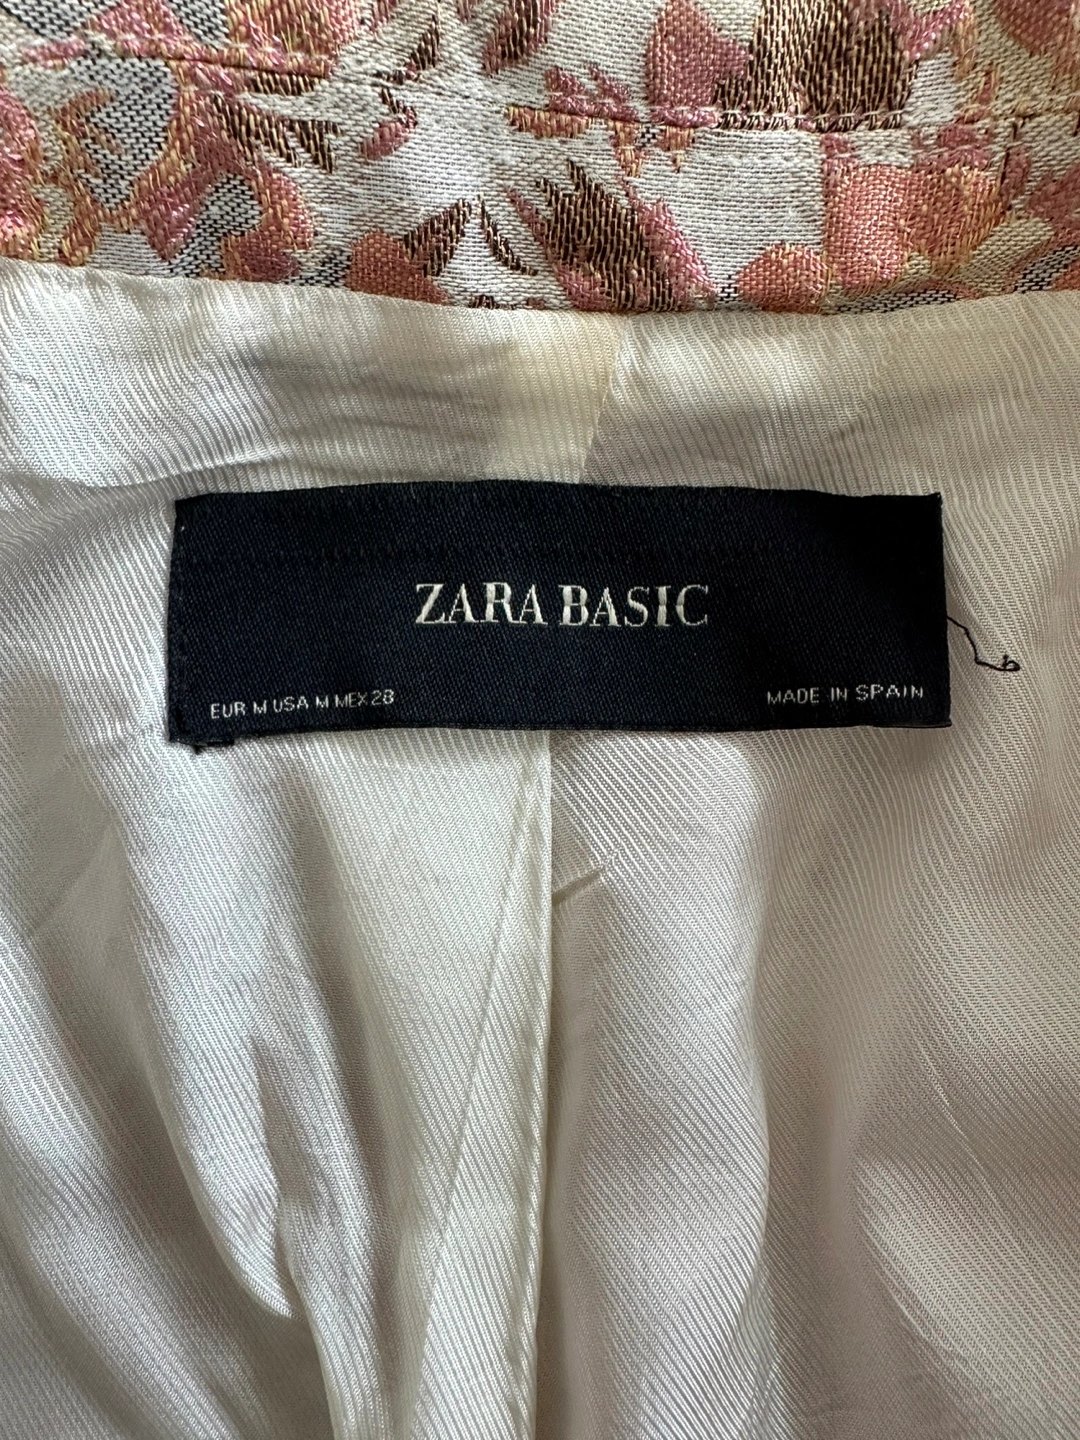 ZARA BASIC
EUR M USA M MEX 28
MADE IN SPAIN